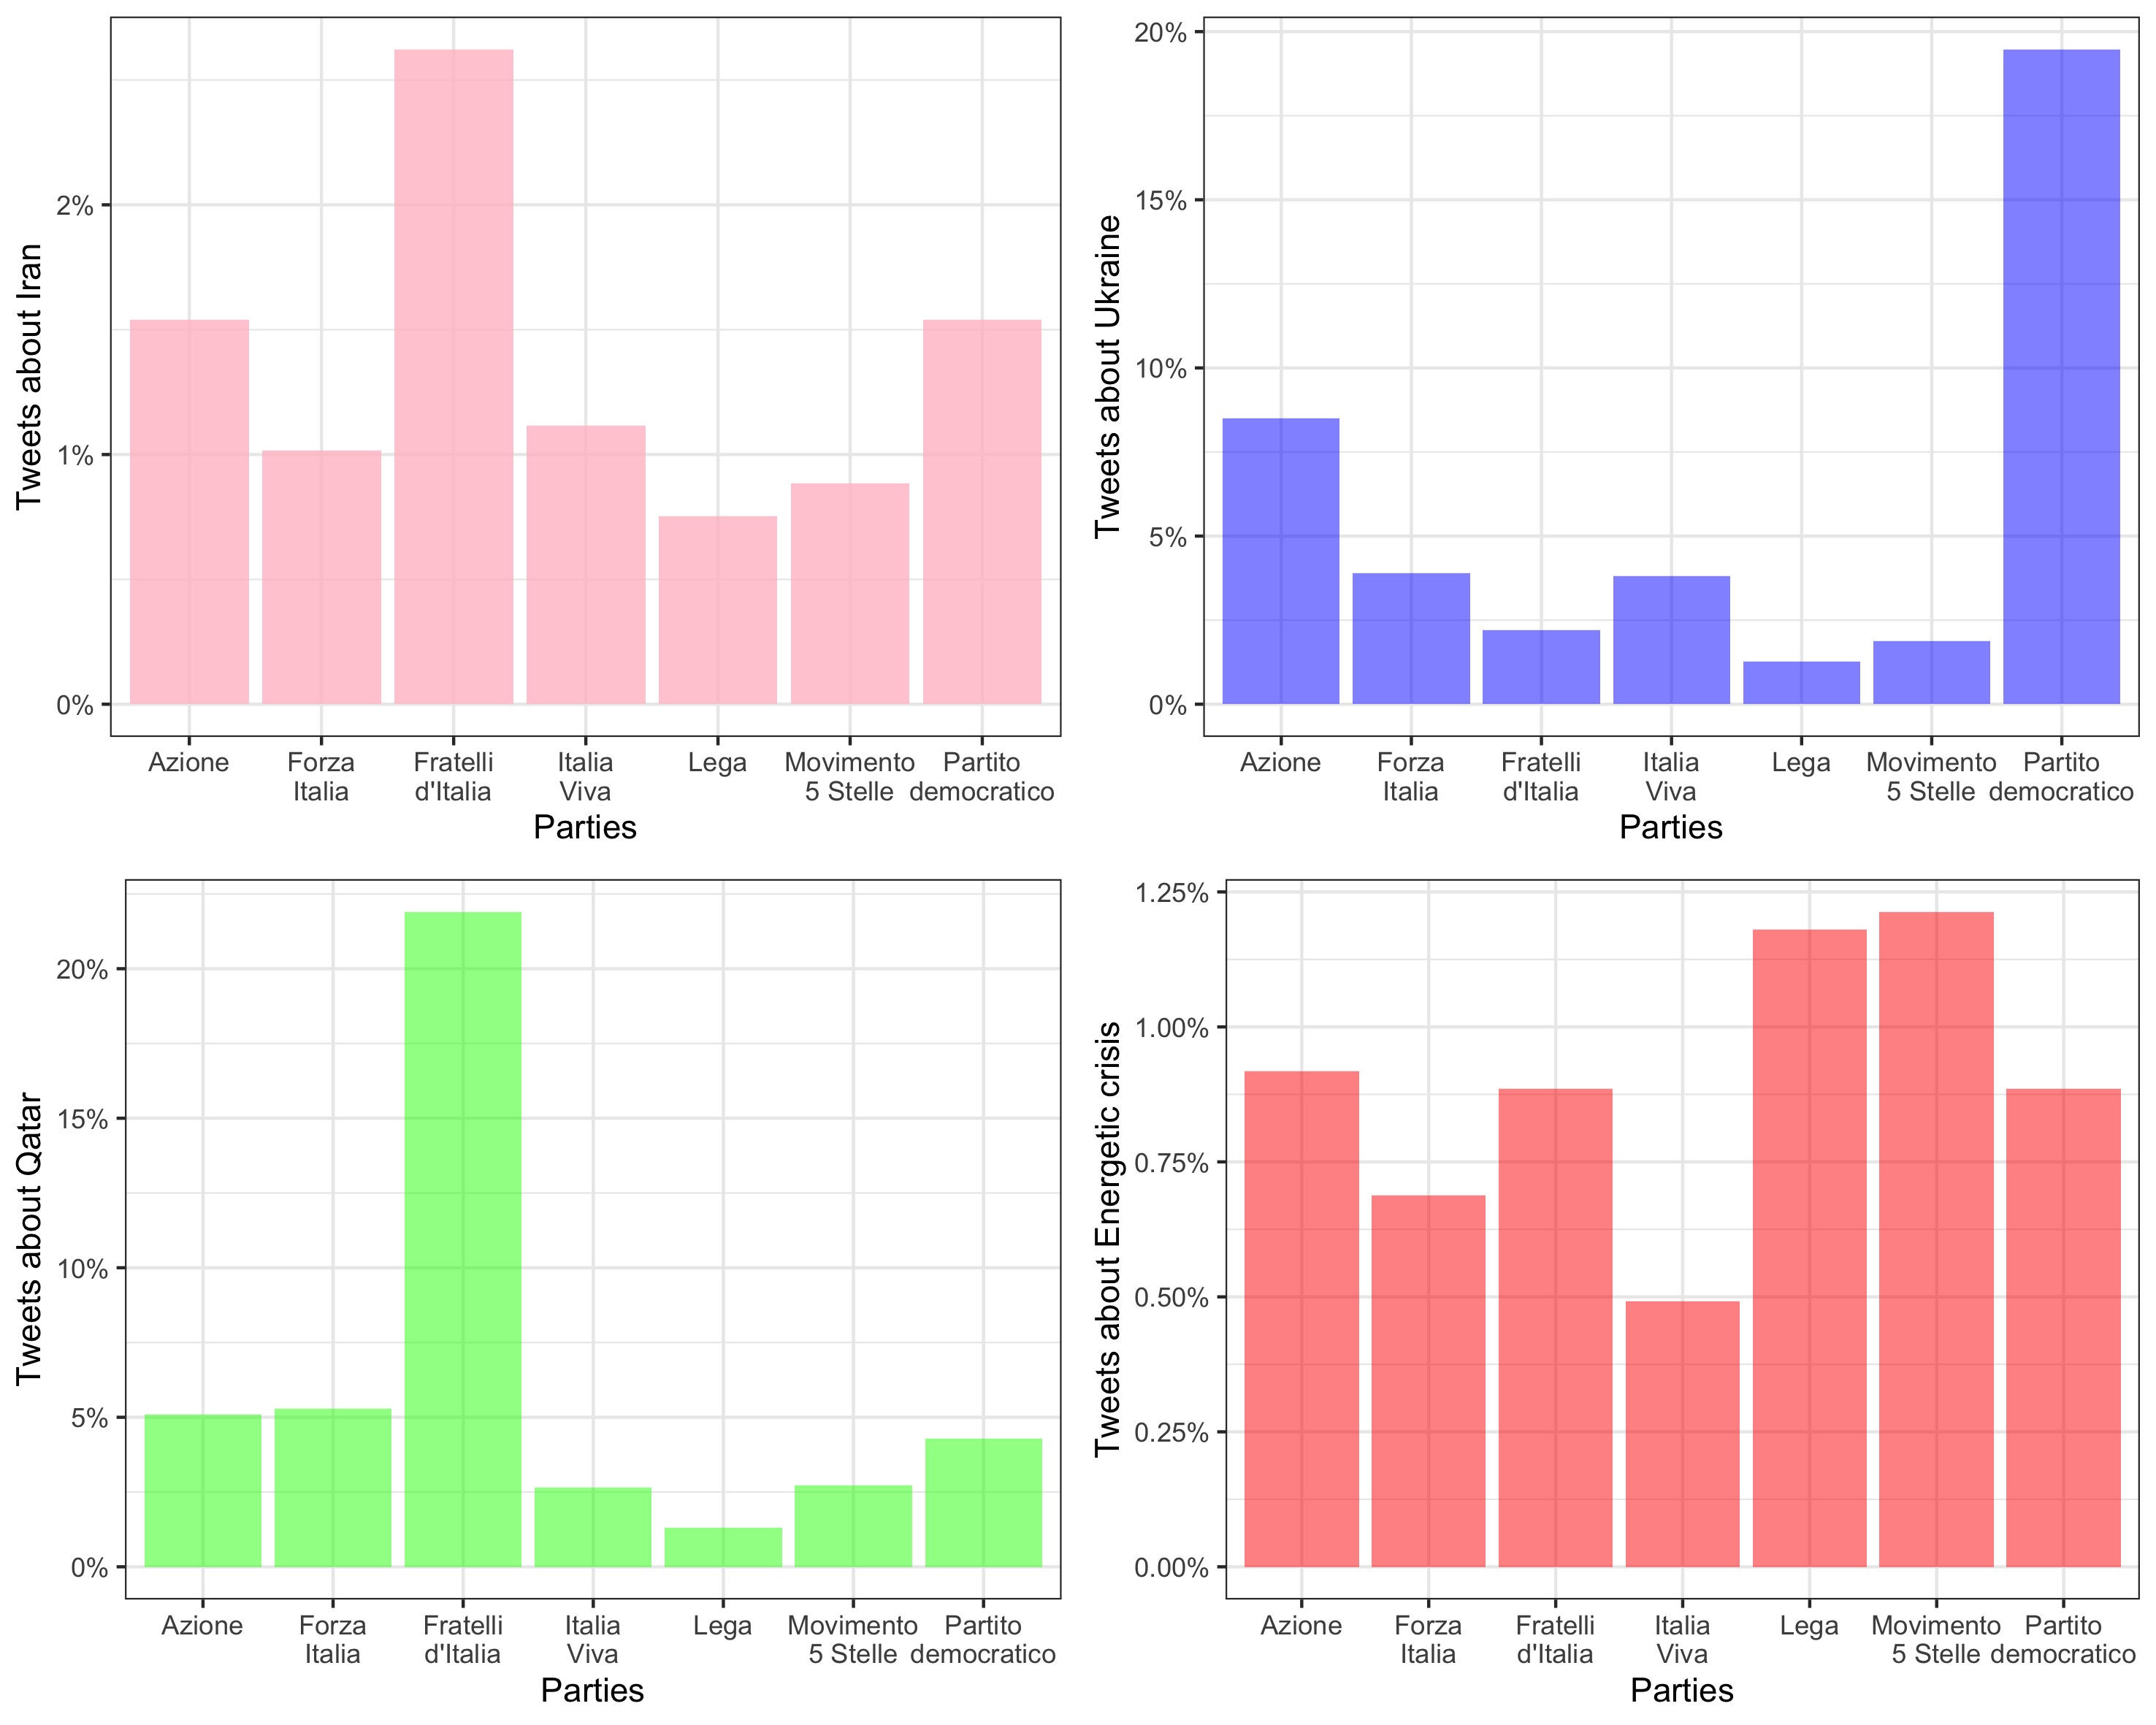 Tweets about Iran
2%
1%
0%
Azione Forza Fratelli Italia Lega Movimento Partito
Italia d'Italia Viva 5 Stelle democratico
Parties
Tweets about Ukraine
20%
15%
10%
5%
0%
Azione Forza Fratelli Italia Lega Movimento Partito
Italia d'Italia Viva 5 Stelle democratico
Parties
Tweets about Qatar
20%
15%
10%
5%
0%
Azione Forza Fratelli Italia Lega Movimento Partito
Italia d'Italia Viva 5 Stelle democratico
Parties
Tweets about Energetic crisis
1.25%
1.00%
0.75%
0.50%
0.25%
0.00%
Azione Forza Fratelli Italia Lega Movimento Partito
Italia d'Italia Viva 5 Stelle democratico
Parties